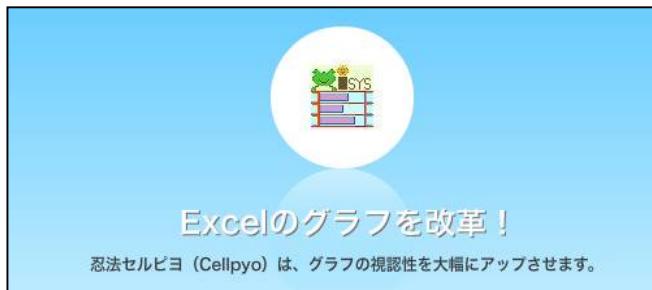 iSYS
Excelのグラフを改革！
忍法セルピヨ（Cellpyo）は、グラフの視認性を大幅にアップさせます。